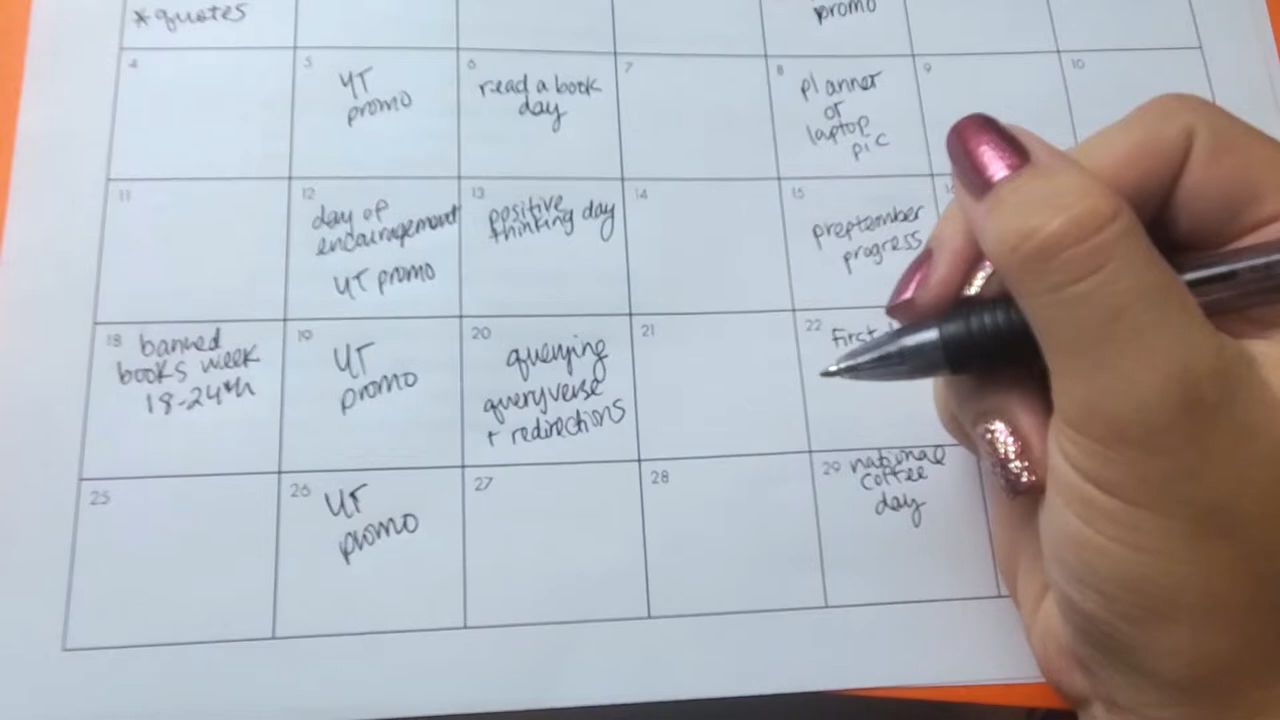 *quotes
promo
4
5
YT
promo
6
read a book
day
7
8
planner
or
laptop
pic
9
10
11
12
day of
encouragement
YT promo
13
positive
thinking day
14
15
preptember
progress
18
banned
books week
18-24th
19
YT
promo
20
querying
queryverse
+ redirections
21
22
first
25
26
YT
promo
27
28
29
national
coffee
day